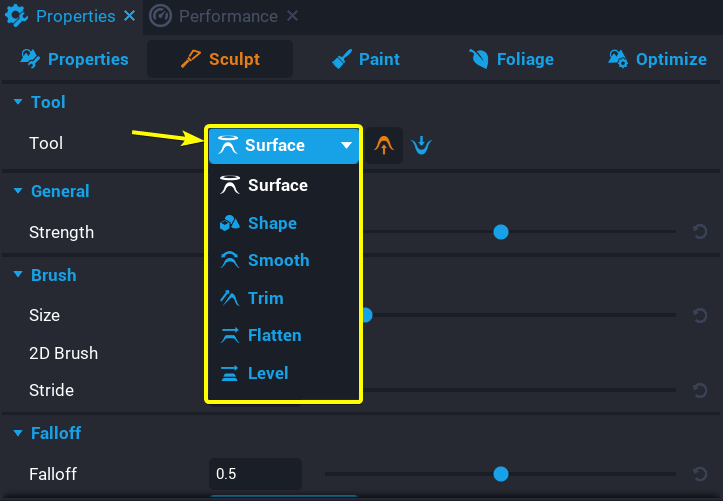 Properties Performance
Properties Sculpt Paint Foliage Optimize
Tool
Tool Surface
Surface
General
Shape
Strength
Smooth
Brush
Trim
Size
Flatten
2D Brush
Level
Stride
Falloff
Falloff 0.5